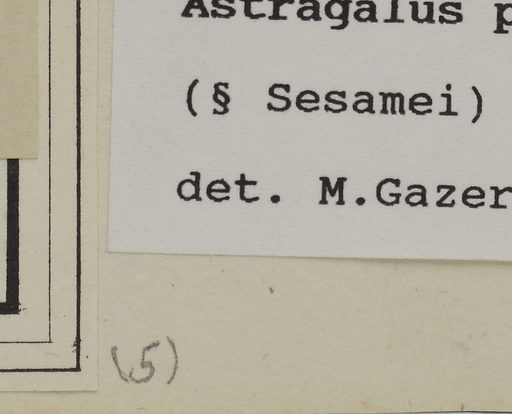 Astragalus p
(§ Sesamei)
det. M.Gazer
(5)